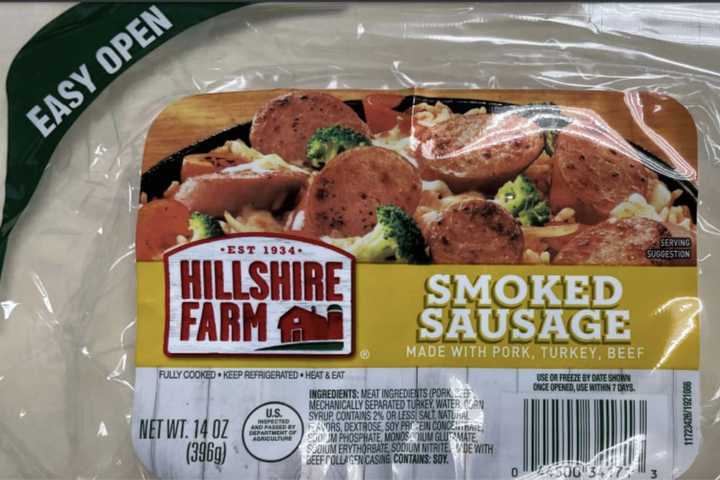 EASY OPEN
SERVING
SUGGESTION
• EST 1934 •
HILLSHIRE
FARM
®
SMOKED
SAUSAGE
MADE WITH PORK, TURKEY, BEEF
FULLY COOKED • KEEP REFRIGERATED • HEAT & EAT
USE OR FREEZE BY DATE SHOWN
ONCE OPENED, USE WITHIN 7 DAYS.
NET WT. 14 OZ
(396g)
U.S.
INSPECTED
AND PASSED BY
DEPARTMENT OF
AGRICULTURE
INGREDIENTS: MEAT INGREDIENTS (PORK, BEEF,
MECHANICALLY SEPARATED TURKEY, WATER, CORN
SYRUP, CONTAINS 2% OR LESS: SALT, NATURAL
FLAVORS, DEXTROSE, SOY PROTEIN CONCENTRATE,
SODIUM PHOSPHATE, MONOSODIUM GLUTAMATE,
SODIUM ERYTHORBATE, SODIUM NITRITE. MADE WITH
BEEF COLLAGEN CASING. CONTAINS: SOY.
0 3